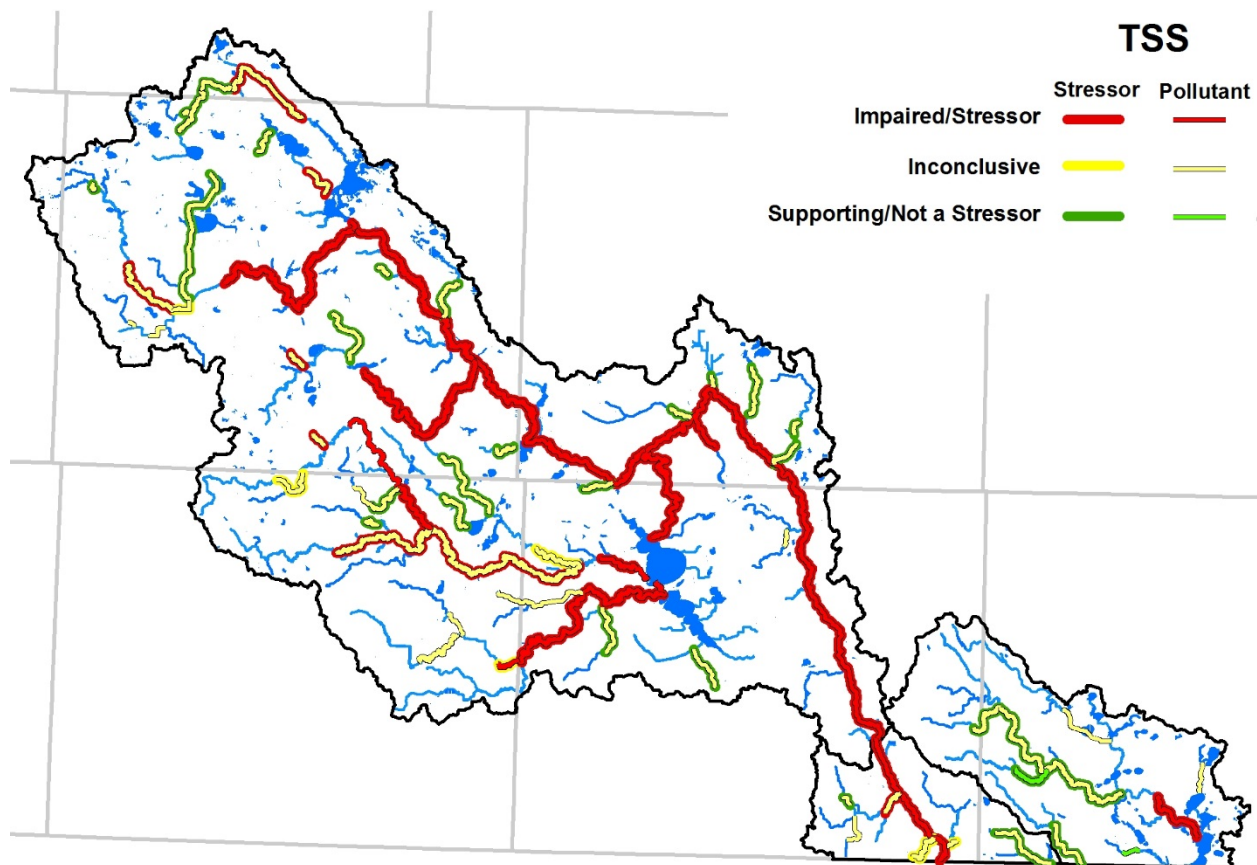 TSS
Stressor Pollutant
Impaired/Stressor
Inconclusive
Supporting/Not a Stressor